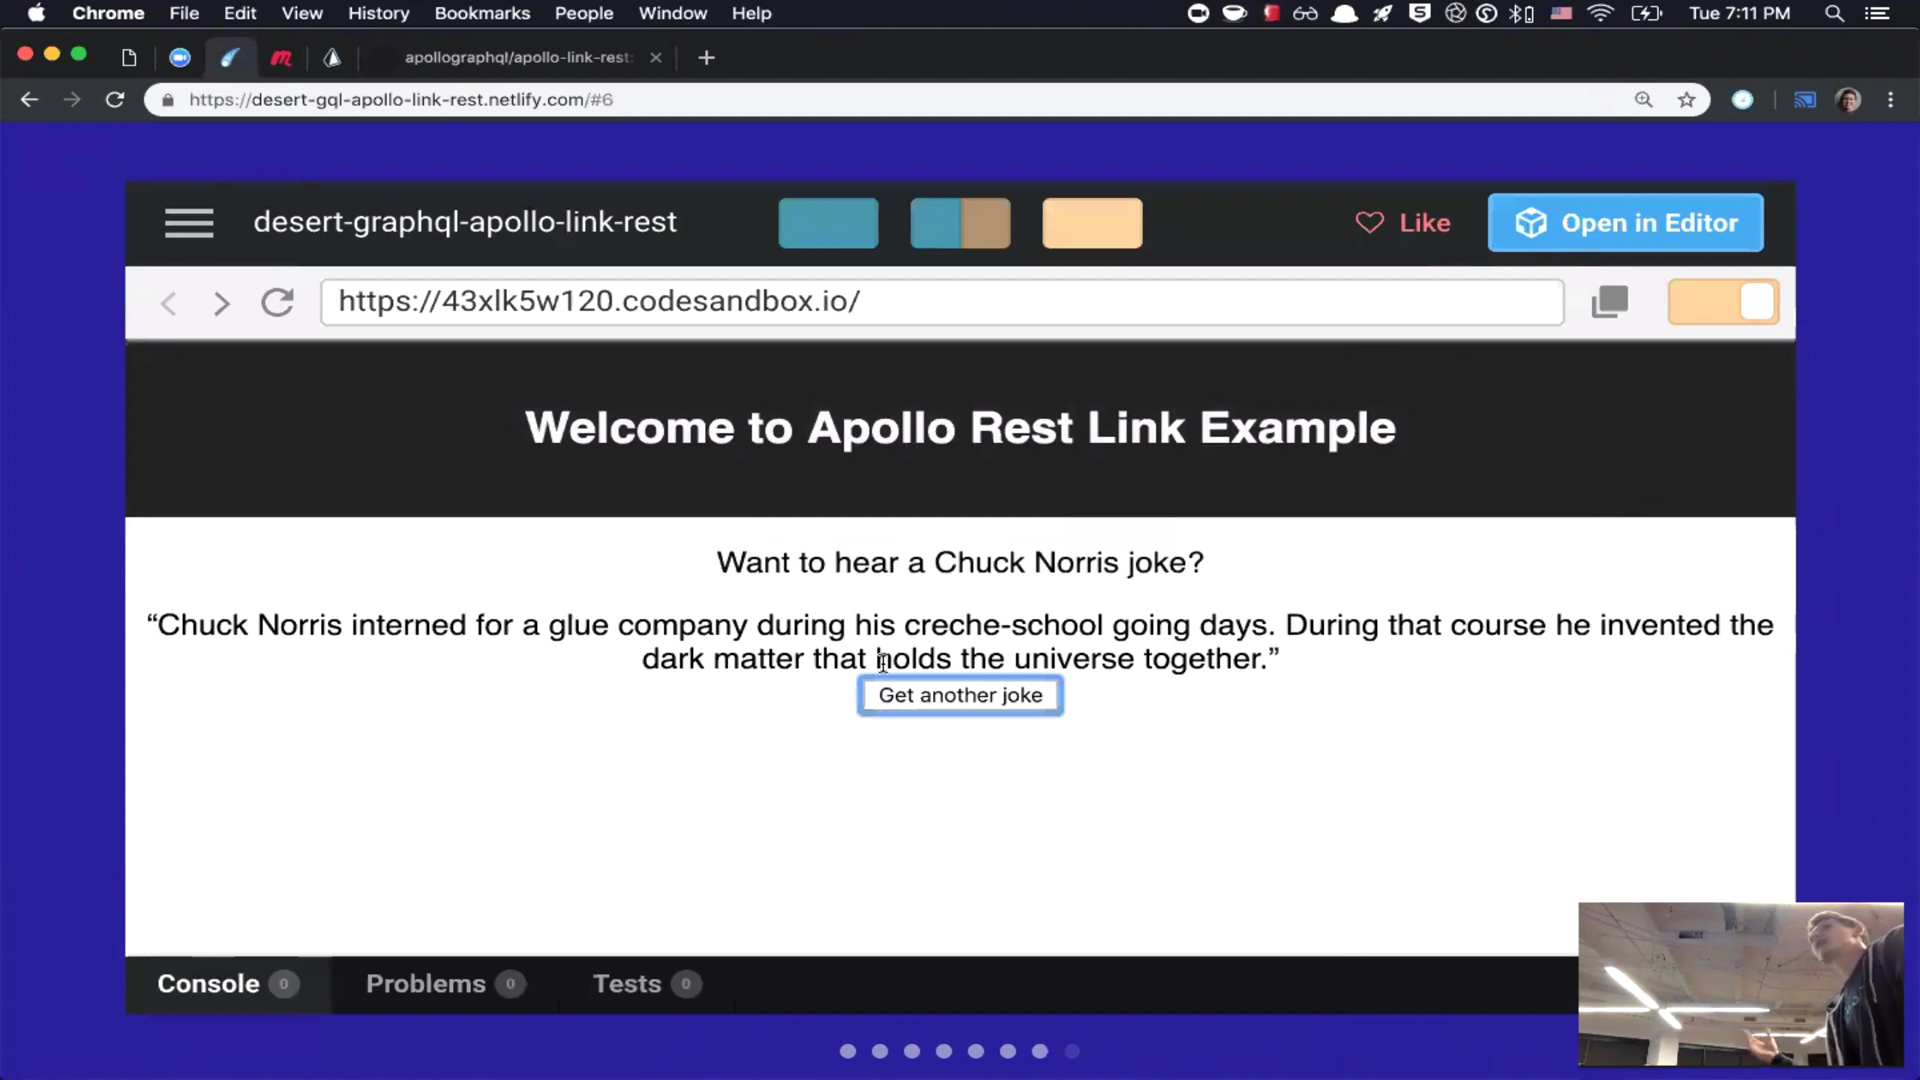 Chrome File Edit View History Bookmarks People Window Help Tue 7:11 PM
apollographql/apollo-link-rest:
https://desert-gql-apollo-link-rest.netlify.com/#6
desert-graphql-apollo-link-rest Like Open in Editor
https://43xlk5w120.codesandbox.io/
Welcome to Apollo Rest Link Example
Want to hear a Chuck Norris joke?
“Chuck Norris interned for a glue company during his creche-school going days. During that course he invented the
dark matter that holds the universe together.”
Get another joke
Console 0 Problems 0 Tests 0